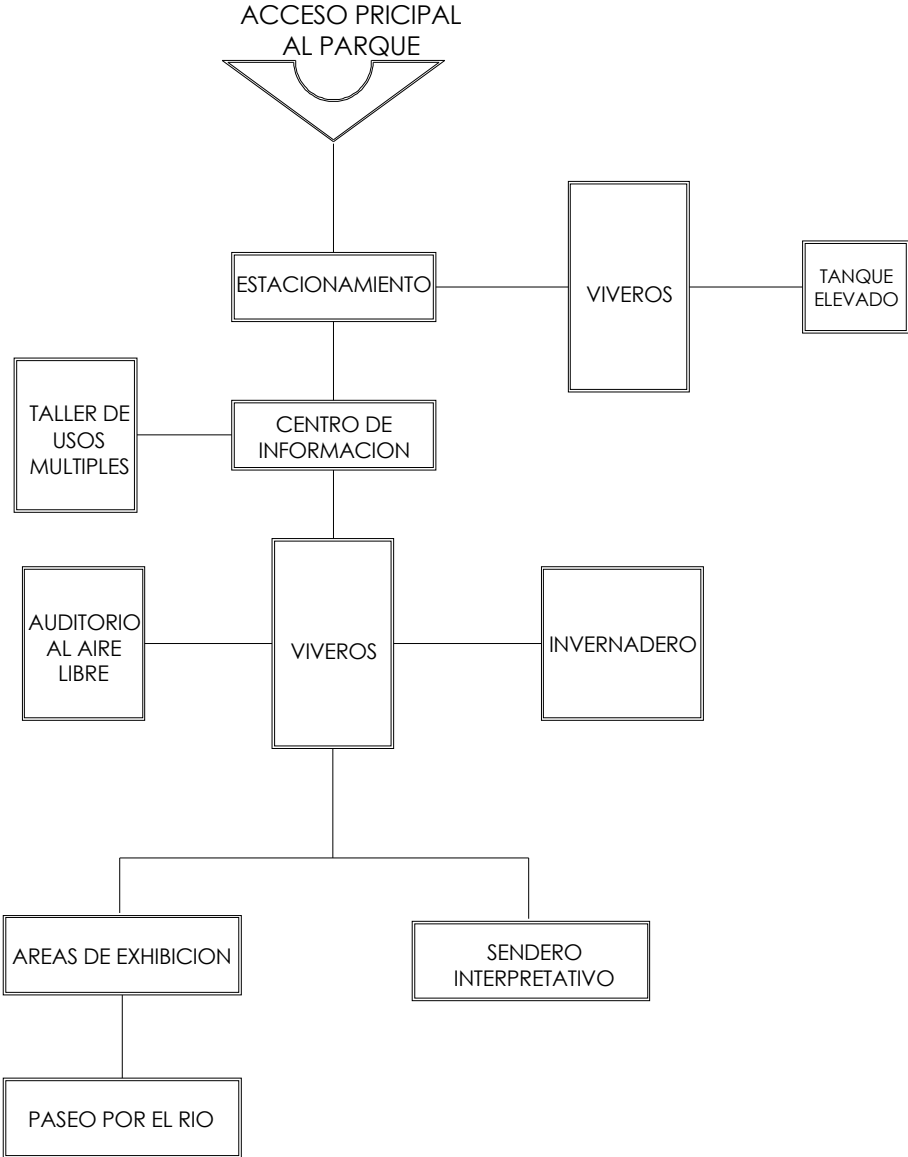 ACCESO PRICIPAL
AL PARQUE
ESTACIONAMIENTO
VIVEROS
TANQUE
ELEVADO
TALLER DE
USOS
MULTIPLES
CENTRO DE
INFORMACION
AUDITORIO
AL AIRE
LIBRE
VIVEROS
INVERNADERO
AREAS DE EXHIBICION
SENDERO
INTERPRETATIVO
PASEO POR EL RIO